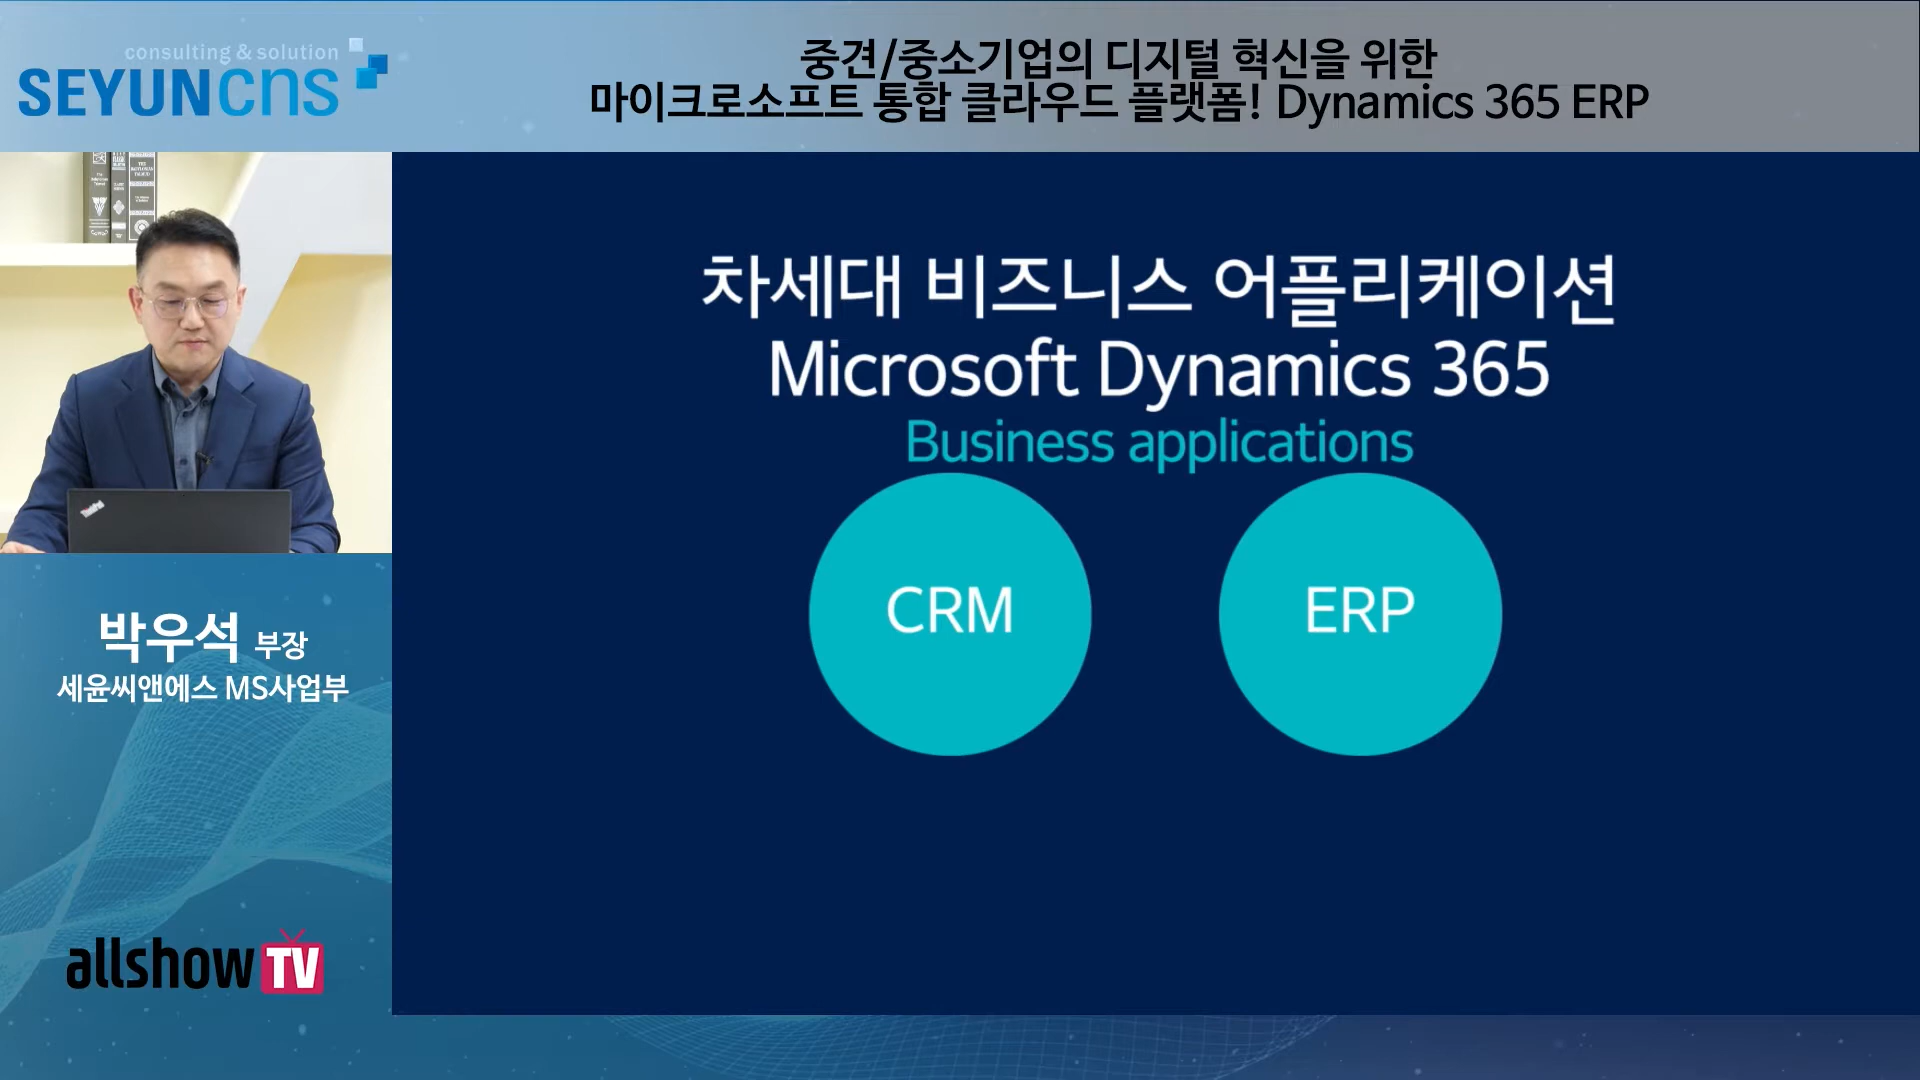 consulting & solution
SEYUNCNS
중견/중소기업의 디지털 혁신을 위한
마이크로소프트 통합 클라우드 플랫폼! Dynamics 365 ERP
차세대 비즈니스 어플리케이션
Microsoft Dynamics 365
Business applications
CRM
ERP
박우석 부장
세윤씨앤에스 MS사업부
allshow TV